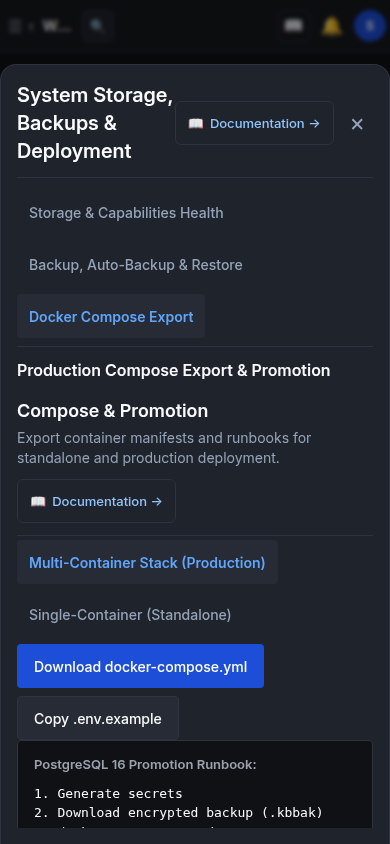 W...
S
System Storage,
Backups &
Deployment
Documentation →
×
Storage & Capabilities Health
Backup, Auto-Backup & Restore
Docker Compose Export
Production Compose Export & Promotion
Compose & Promotion
Export container manifests and runbooks for
standalone and production deployment.
Documentation →
Multi-Container Stack (Production)
Single-Container (Standalone)
Download docker-compose.yml
Copy .env.example
PostgreSQL 16 Promotion Runbook:
1. Generate secrets
2. Download encrypted backup (.kbbak)